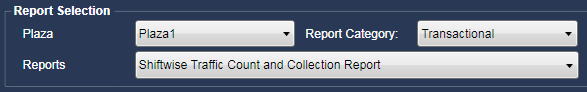 Report Selection
Plaza Plaza1 Report Category: Transactional
Reports Shiftwise Traffic Count and Collection Report